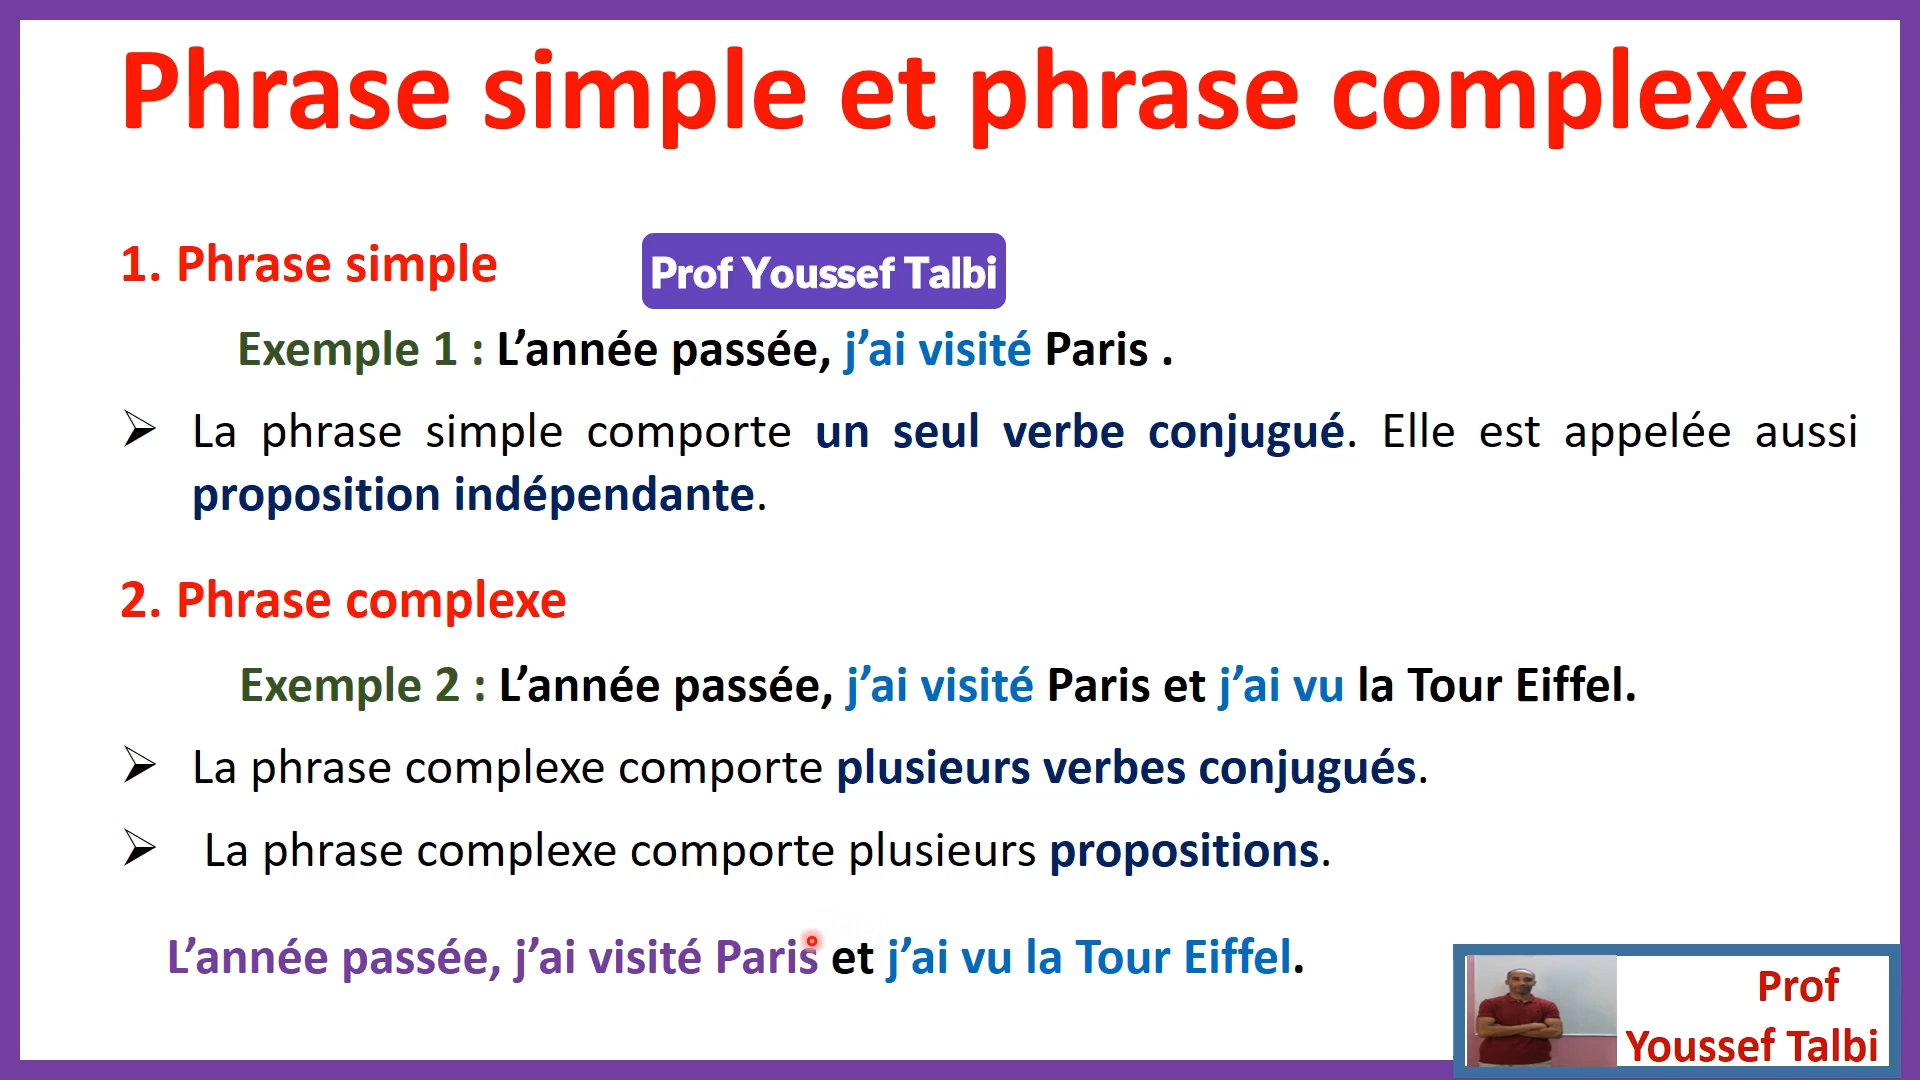 Phrase simple et phrase complexe
1. Phrase simple
Prof Youssef Talbi
Exemple 1 : L’année passée, j’ai visité Paris .
➢ La phrase simple comporte un seul verbe conjugué. Elle est appelée aussi
proposition indépendante.
2. Phrase complexe
Exemple 2 : L’année passée, j’ai visité Paris et j’ai vu la Tour Eiffel.
➢ La phrase complexe comporte plusieurs verbes conjugués.
➢ La phrase complexe comporte plusieurs propositions.
L’année passée, j’ai visité Paris et j’ai vu la Tour Eiffel.
Prof
Youssef Talbi